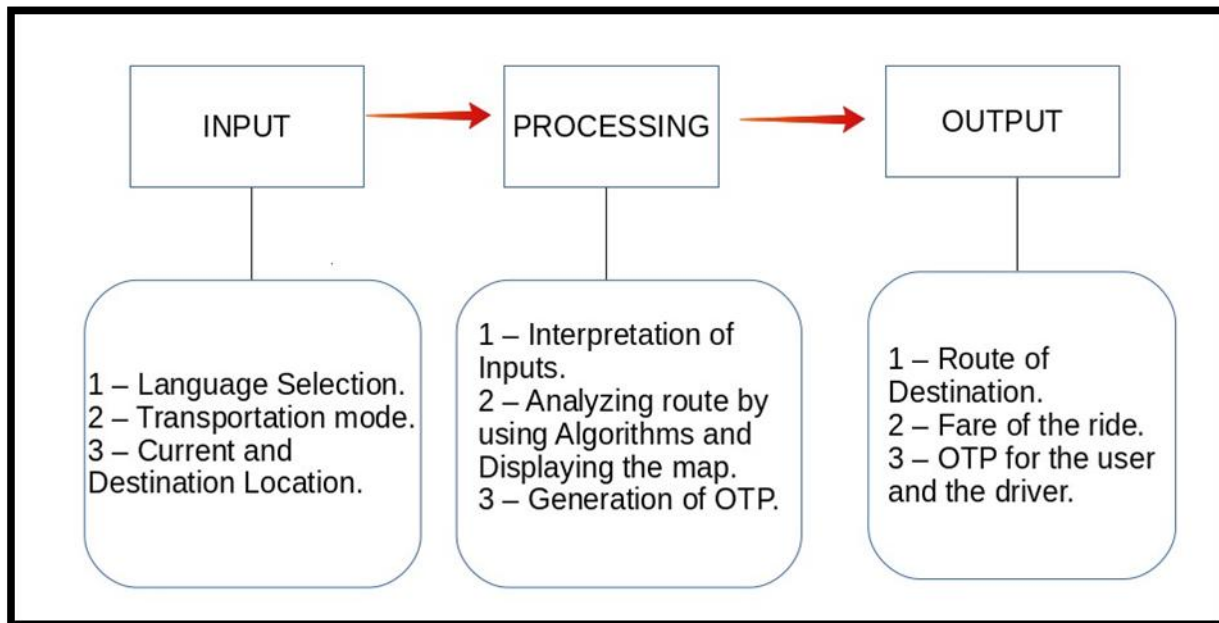 INPUT
PROCESSING
OUTPUT
1 – Language Selection.
2 – Transportation mode.
3 – Current and
Destination Location.
1 – Interpretation of
Inputs.
2 – Analyzing route by
using Algorithms and
Displaying the map.
3 – Generation of OTP.
1 – Route of
Destination.
2 – Fare of the ride.
3 – OTP for the user
and the driver.